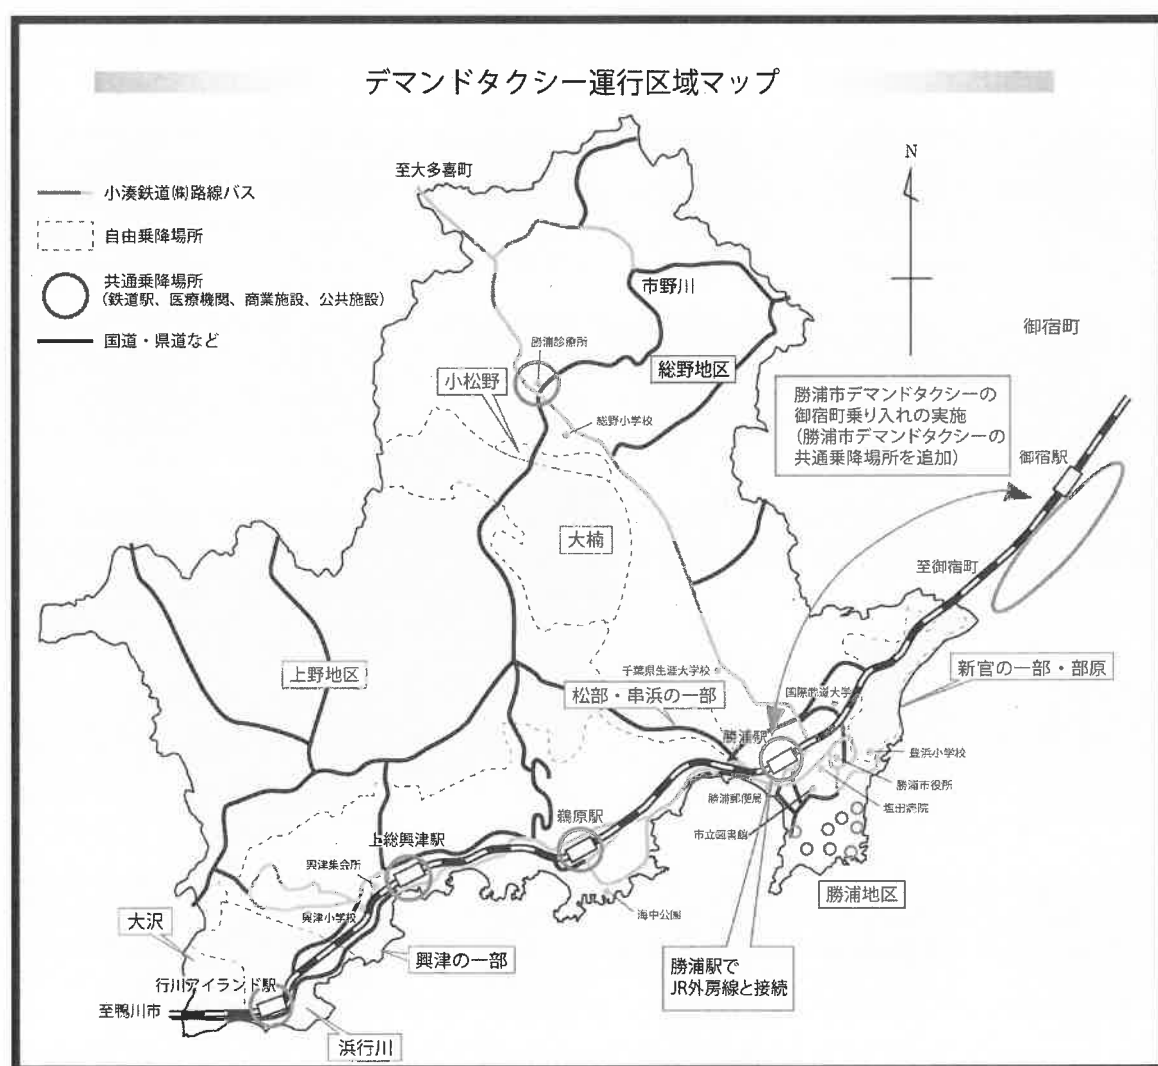 デマンドタクシー運行区域マップ
至大多喜町
N
小湊鉄道㈱路線バス
自由乗降場所
共通乗降場所
(鉄道駅、医療機関、商業施設、公共施設)
国道・県道など
市野川
御宿町
勝浦診療所
総野地区
小松野
総野小学校
勝浦市デマンドタクシーの
御宿町乗り入れの実施
(勝浦市デマンドタクシーの
共通乗降場所を追加)
御宿駅
大楠
至御宿町
上野地区
千葉県生涯大学校
新官の一部・部原
松部・串浜の一部
国際武道大学
勝浦駅
豊浜小学校
勝浦市役所
勝浦郵便局
塩田病院
鵜原駅
市立図書館
上総興津駅
興津集会所
勝浦地区
興津小学校
海中公園
大沢
興津の一部
勝浦駅で
JR外房線と接続
行川アイランド駅
至鴨川市
浜行川